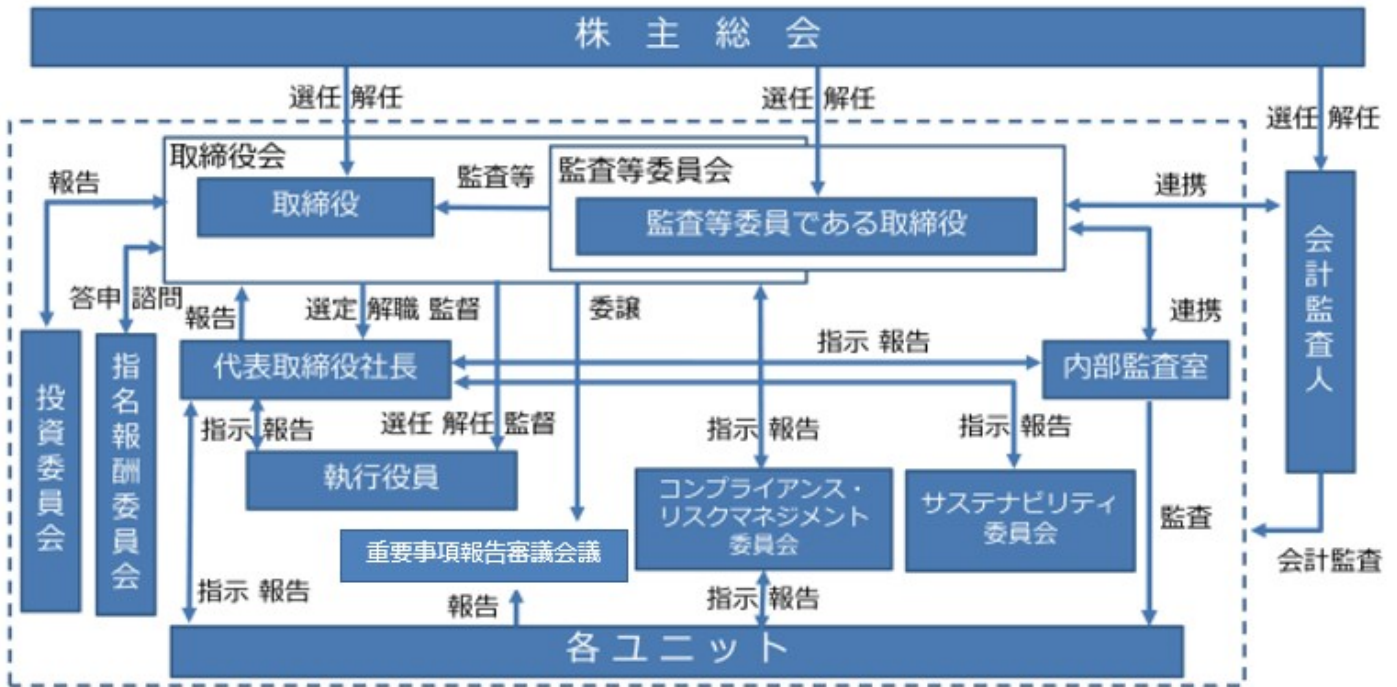 株主総会
選任 解任
選任 解任
選任 解任
取締役会
監査等委員会
報告
取締役
監査等
監査等委員である取締役
連携
会計監査人
答申 諮問
報告
選定 解職 監督
委譲
連携
指示 報告
代表取締役社長
内部監査室
投資委員会
指名報酬委員会
指示 報告
選任 解任 監督
指示 報告
指示 報告
執行役員
コンプライアンス・
リスクマネジメント
委員会
サステナビリティ
委員会
監査
重要事項報告審議会議
会計監査
指示 報告
報告
指示 報告
各ユニット